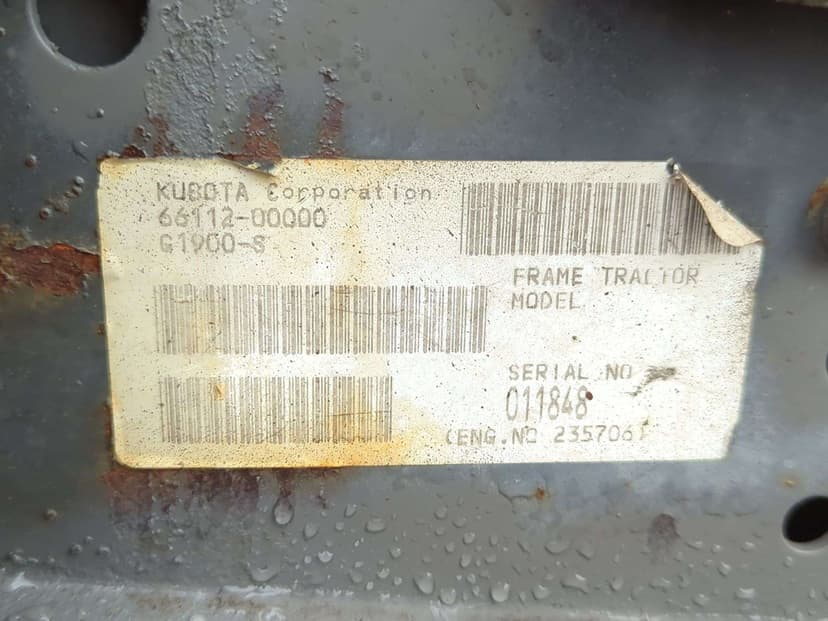 KUBOTA Corporation
66112-00000
G1900-S
FRAME TRACTOR
MODEL
SERIAL NO
011848
(ENG.NO 235706)